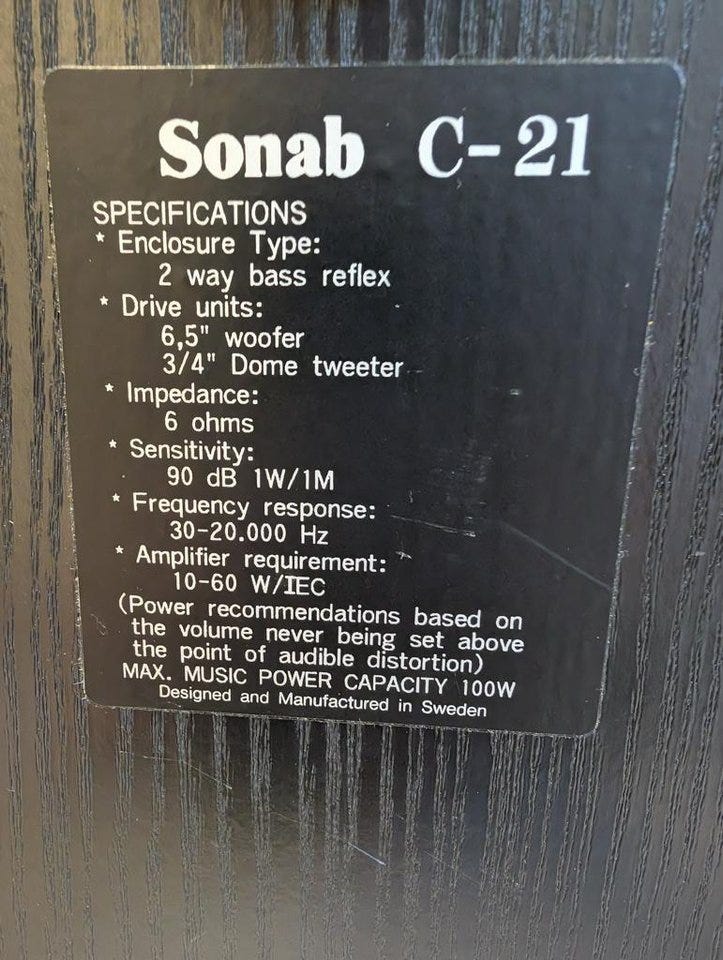 Sonab C-21
SPECIFICATIONS
* Enclosure Type:
2 way bass reflex
* Drive units:
6,5" woofer
3/4" Dome tweeter
* Impedance:
6 ohms
* Sensitivity:
90 dB 1W/1M
* Frequency response:
30-20.000 Hz
* Amplifier requirement:
10-60 W/IEC
(Power recommendations based on
the volume never being set above
the point of audible distortion)
MAX. MUSIC POWER CAPACITY 100W
Designed and Manufactured in Sweden